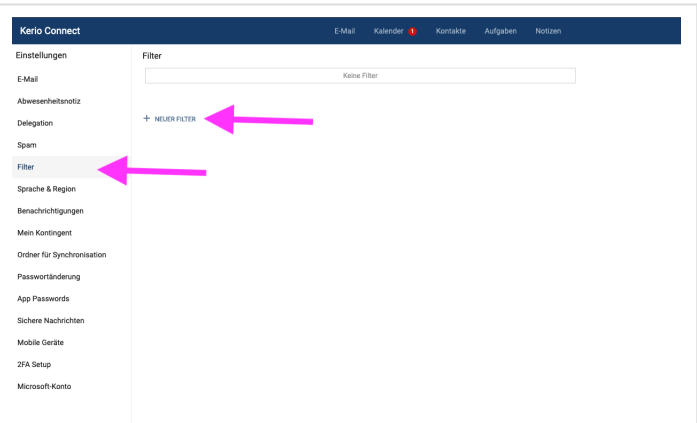 Kerio Connect
E-Mail Kalender 1 Kontakte Aufgaben Notizen
Einstellungen
E-Mail
Abwesenheitsnotiz
Delegation
Spam
Filter
Sprache & Region
Benachrichtigungen
Mein Kontingent
Ordner für Synchronisation
Passwortänderung
App Passwords
Sichere Nachrichten
Mobile Geräte
2FA Setup
Microsoft-Konto
Filter
Keine Filter
+ NEUER FILTER